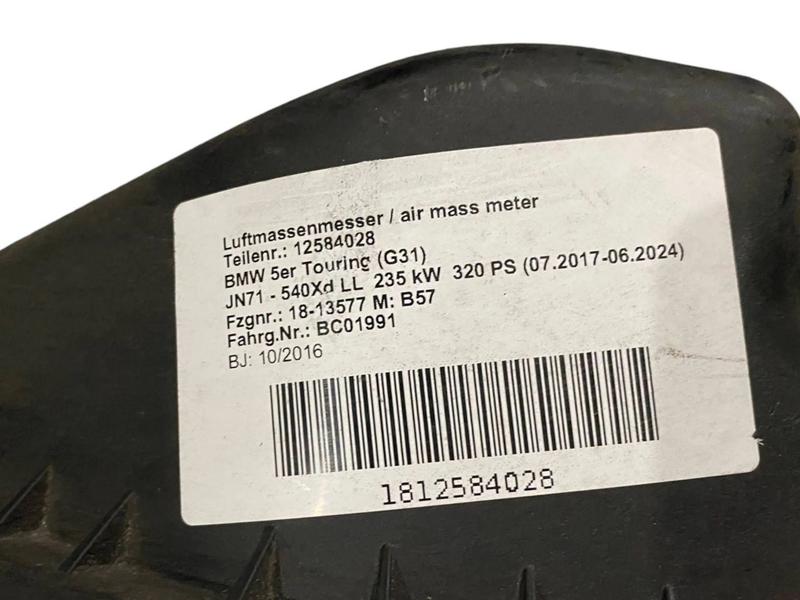 Luftmassenmesser / air mass meter
Teilenr.: 12584028
BMW 5er Touring (G31)
JN71 - 540Xd LL 235 kW 320 PS (07.2017-06.2024)
Fzgnr.: 18-13577 M: B57
Fahrg.Nr.: BC01991
BJ: 10/2016
1812584028